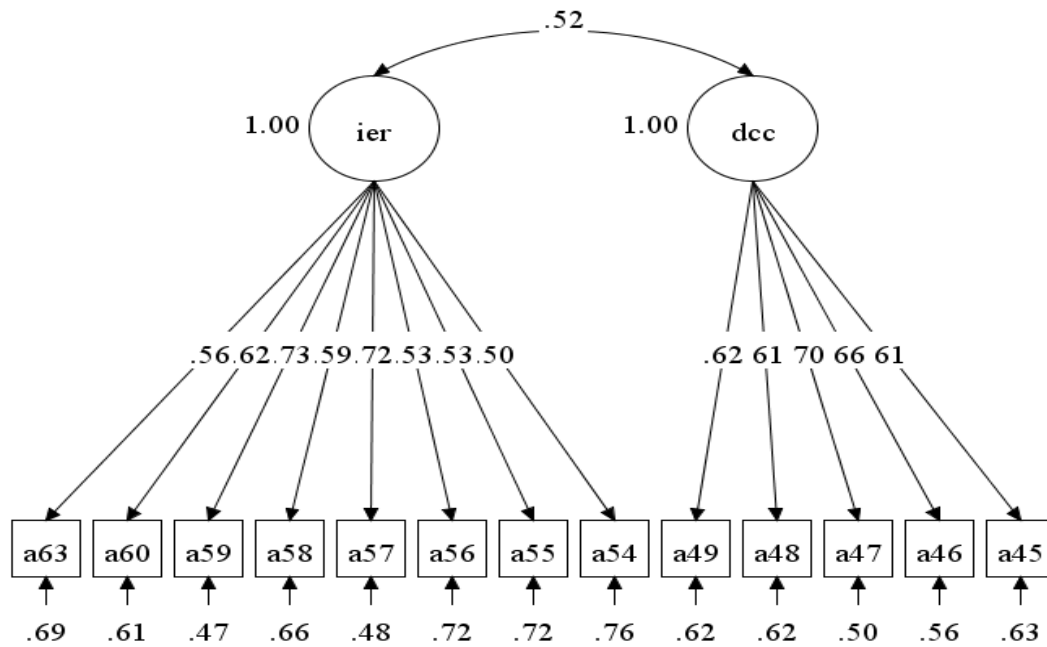 .52
1.00 ier 1.00 dcc
.56 .62 .73 .59 .72 .53 .53 .50 .62 61 70 66 61
a63 a60 a59 a58 a57 a56 a55 a54 a49 a48 a47 a46 a45
.69 .61 .47 .66 .48 .72 .72 .76 .62 .62 .50 .56 .63